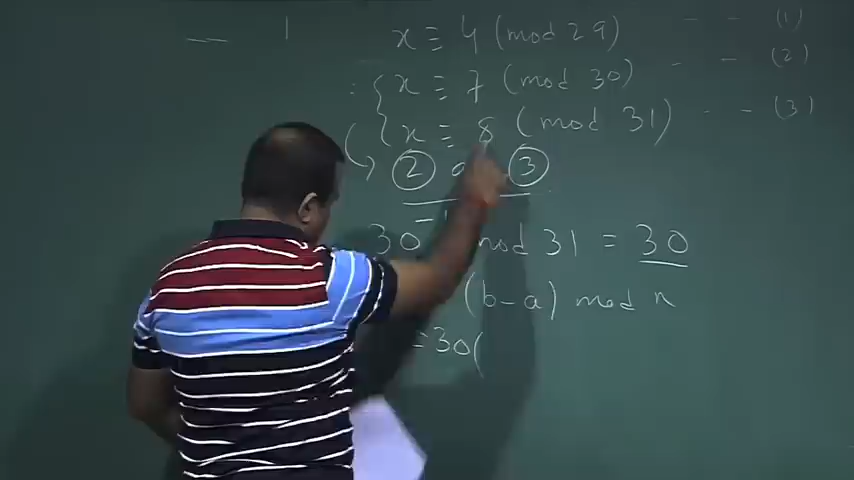 x ≡ 4 (mod 29) - - - (1)
x ≡ 7 (mod 30) - - - (2)
x ≡ 8 (mod 31) - - - (3)
② ③
30 mod 31 = 30
(b-a) mod n
= 30(